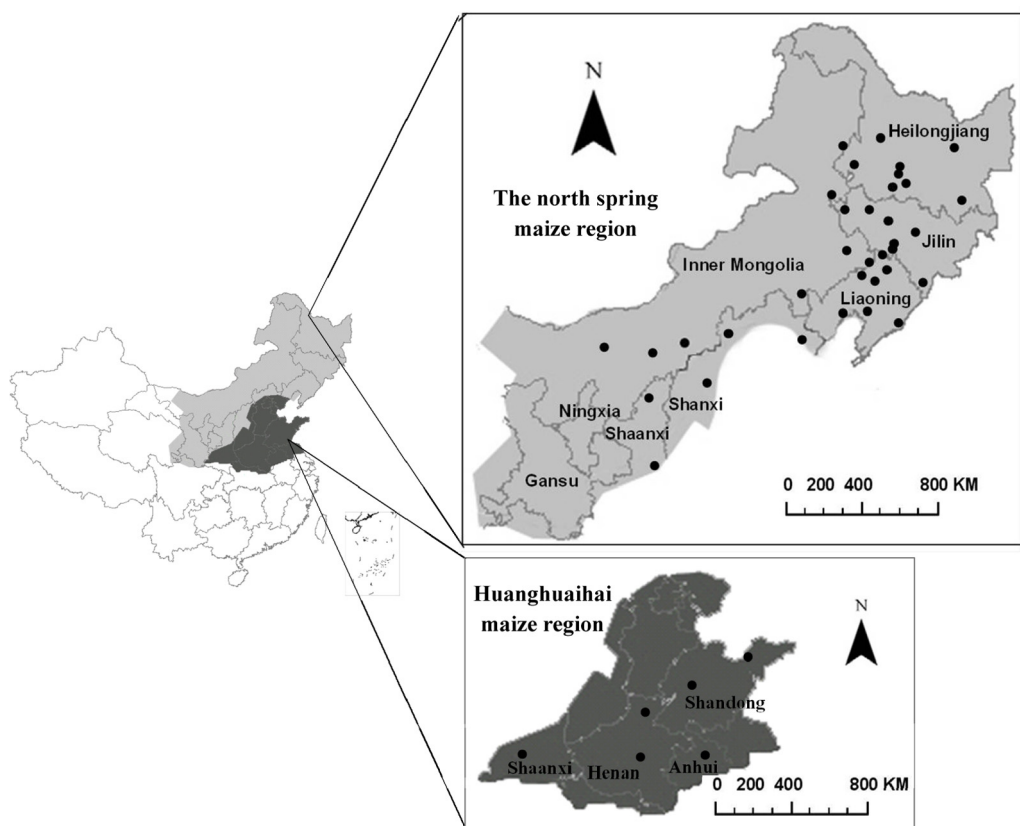 N
The north spring
maize region
Heilongjiang
Jilin
Inner Mongolia
Liaoning
Shanxi
Ningxia
Shaanxi
Gansu
0 200 400 800 KM
Huanghuaihai
maize region
N
Shandong
Shaanxi
Henan
Anhui
0 200 400 800 KM